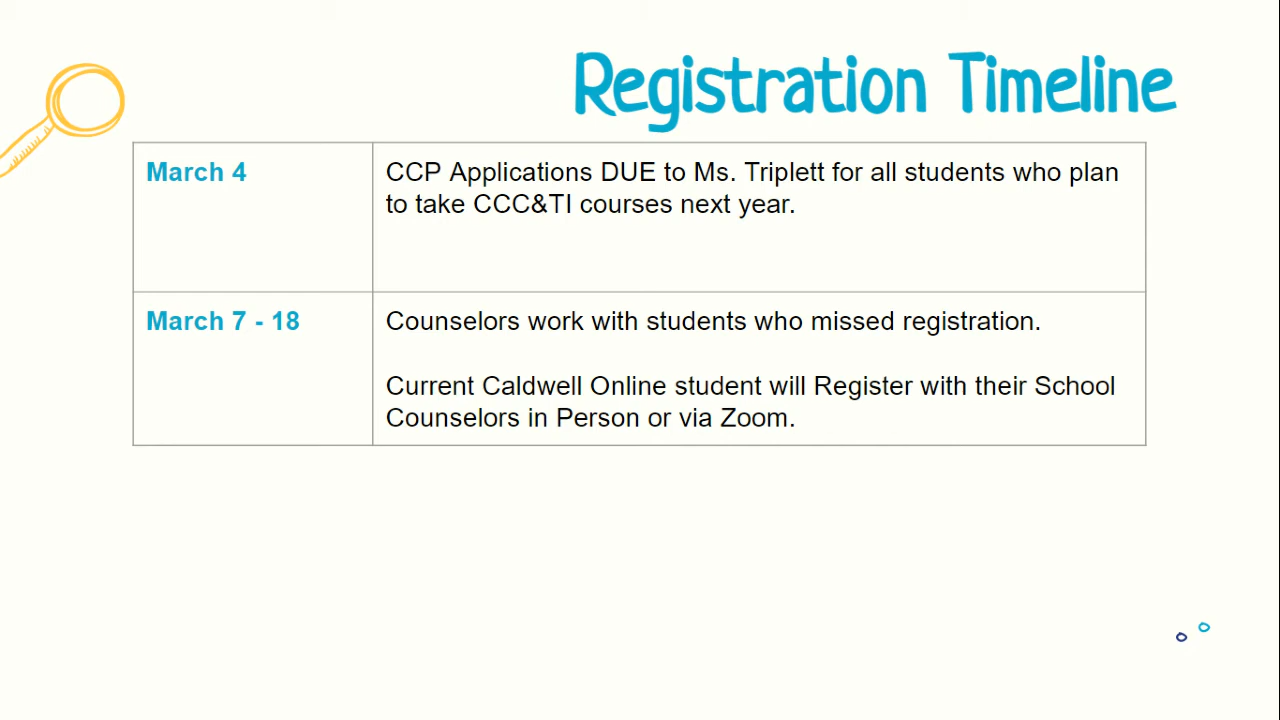 Registration Timeline
March 4
CCP Applications DUE to Ms. Triplett for all students who plan
to take CCC&TI courses next year.
March 7 - 18
Counselors work with students who missed registration.
Current Caldwell Online student will Register with their School
Counselors in Person or via Zoom.